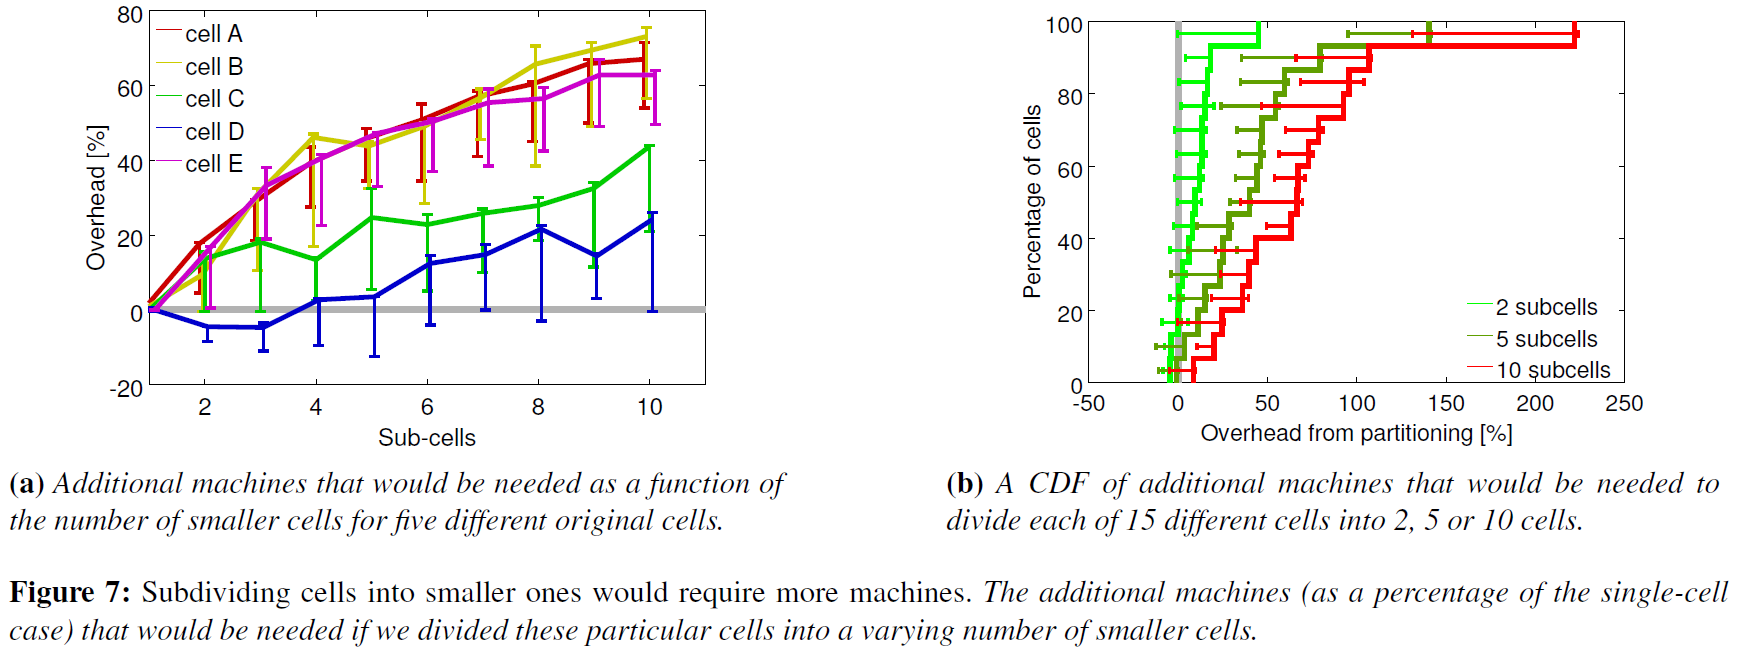 80
60
40
20
0
-20
Overhead [%]
cell A
cell B
cell C
cell D
cell E
2 4 6 8 10
Sub-cells
100
80
60
40
20
0
Percentage of cells
2 subcells
5 subcells
10 subcells
-50 0 50 100 150 200 250
Overhead from partitioning [%]
(a) Additional machines that would be needed as a function of
the number of smaller cells for five different original cells.
(b) A CDF of additional machines that would be needed to
divide each of 15 different cells into 2, 5 or 10 cells.
Figure 7: Subdividing cells into smaller ones would require more machines. The additional machines (as a percentage of the single-cell
case) that would be needed if we divided these particular cells into a varying number of smaller cells.